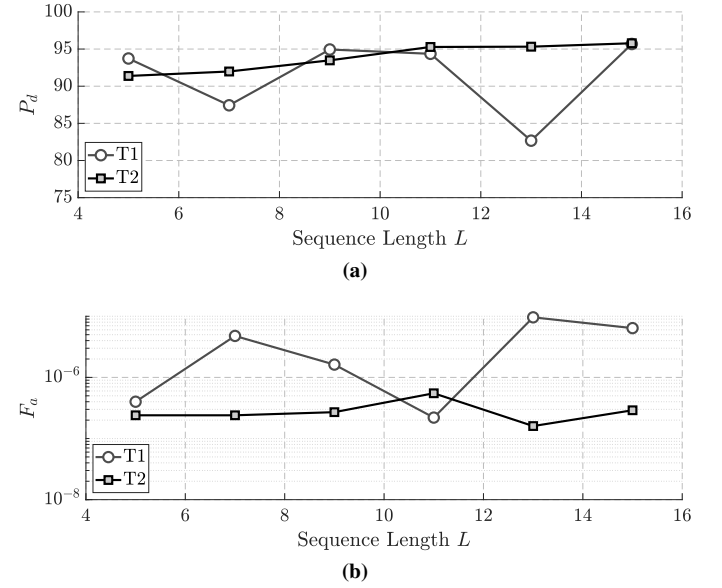 100
95
90
85
80
75
P_d
T1
T2
4 6 8 10 12 14 16
Sequence Length L
(a)
10⁻⁶
10⁻⁸
F_a
T1
T2
4 6 8 10 12 14 16
Sequence Length L
(b)